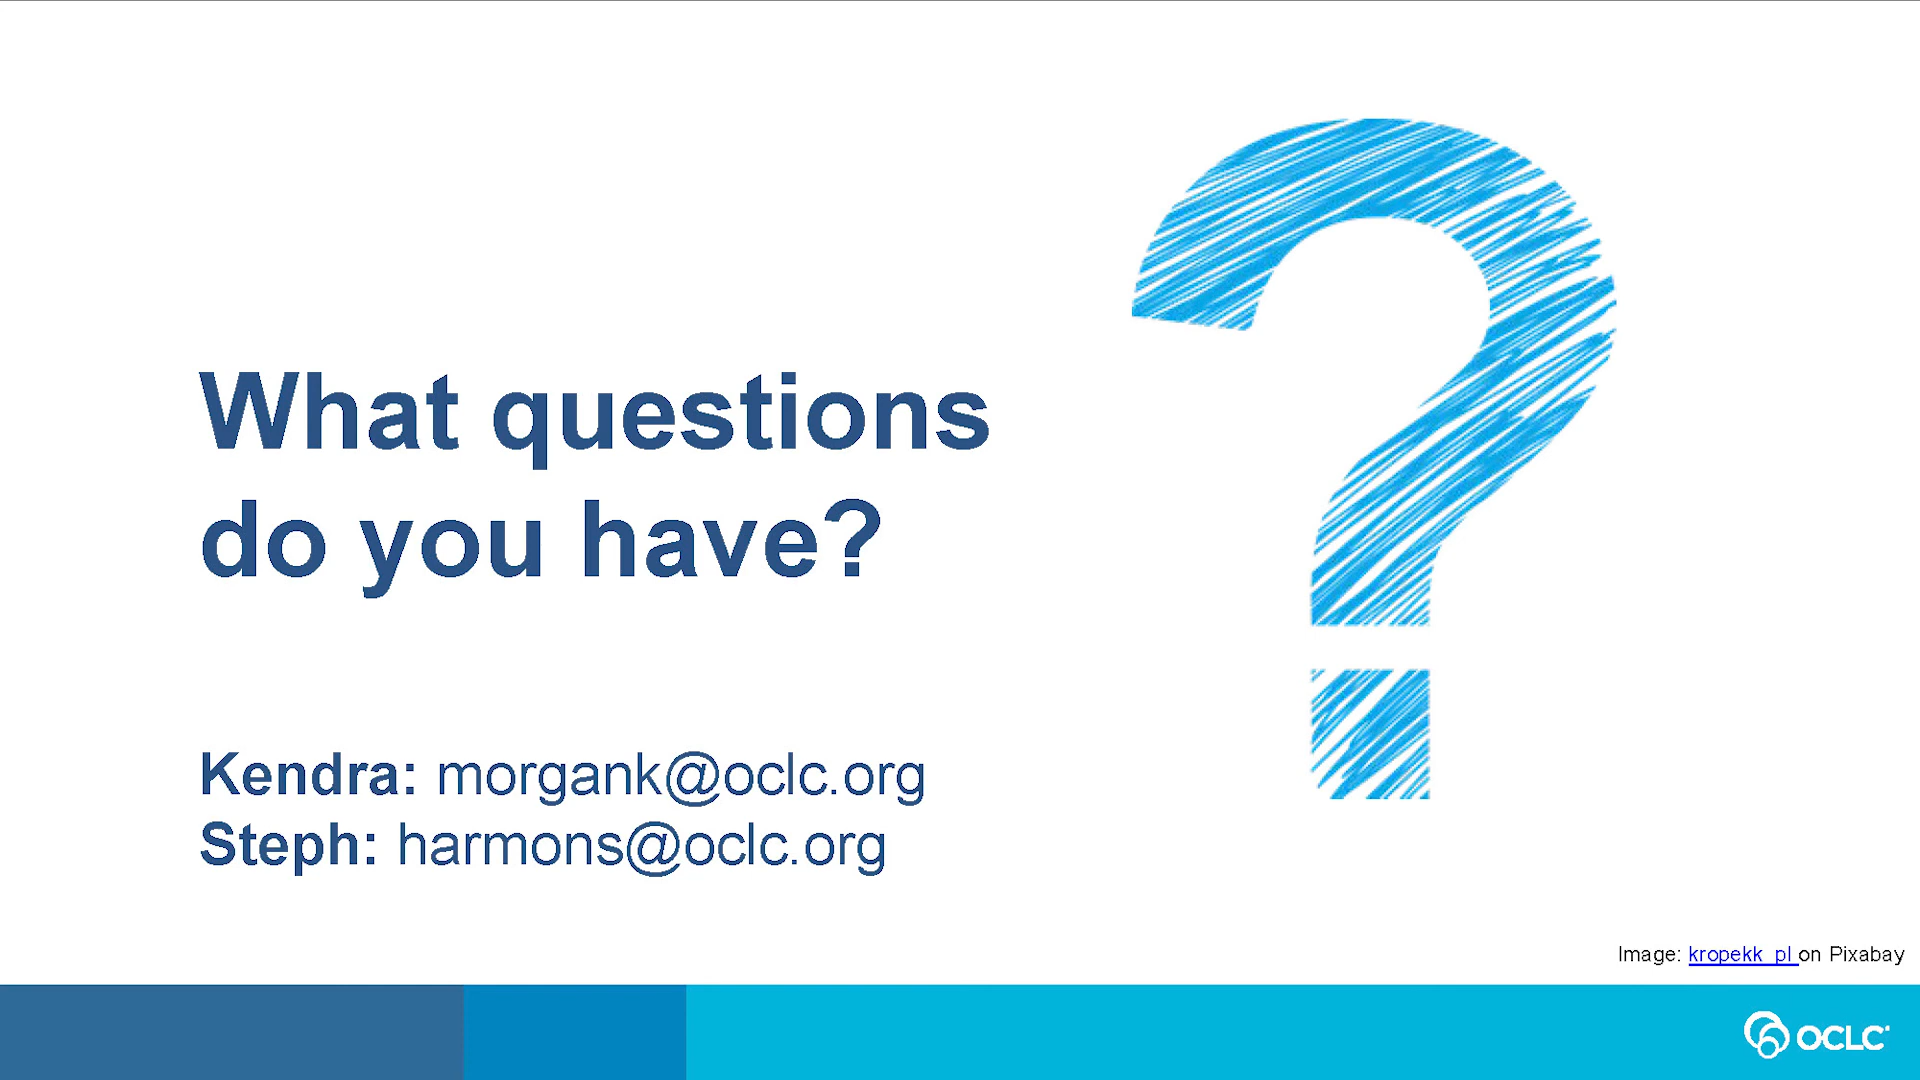 What questions
do you have?
Kendra: morgank@oclc.org
Steph: harmons@oclc.org
Image: kropekk_pl on Pixabay
OCLC